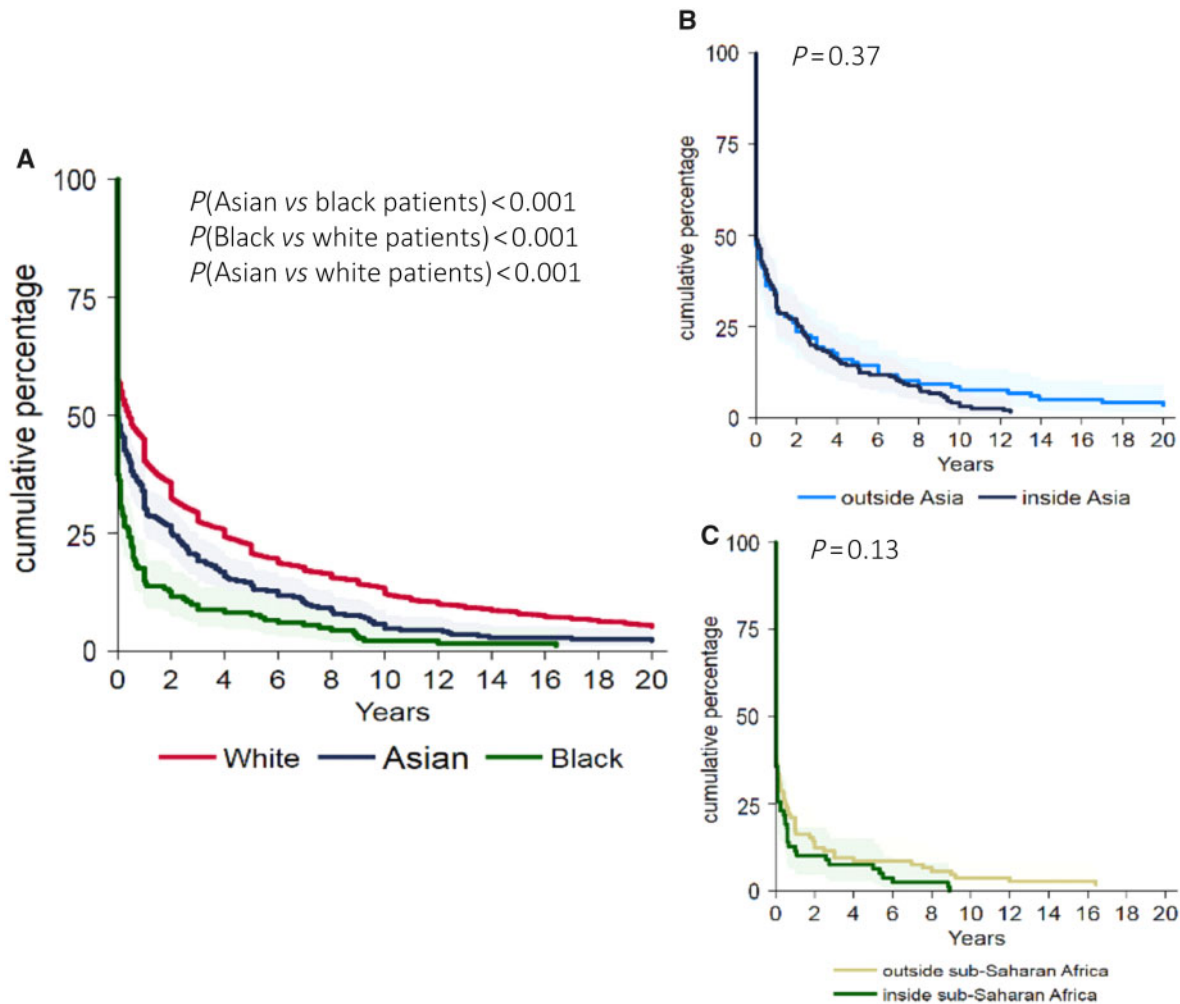 A
100
75
50
25
0
cumulative percentage
P(Asian vs black patients)<0.001
P(Black vs white patients)<0.001
P(Asian vs white patients)<0.001
0 2 4 6 8 10 12 14 16 18 20
Years
White Asian Black
B
100
75
50
25
0
cumulative percentage
P=0.37
0 2 4 6 8 10 12 14 16 18 20
Years
outside Asia inside Asia
C
100
75
50
25
0
cumulative percentage
P=0.13
0 2 4 6 8 10 12 14 16 18 20
Years
outside sub-Saharan Africa
inside sub-Saharan Africa